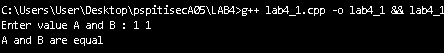 C:\Users\User\Desktop\pspitisecA05\LAB4>g++ lab4_1.cpp -o lab4_1 && lab4_1
Enter value A and B : 1 1
A and B are equal